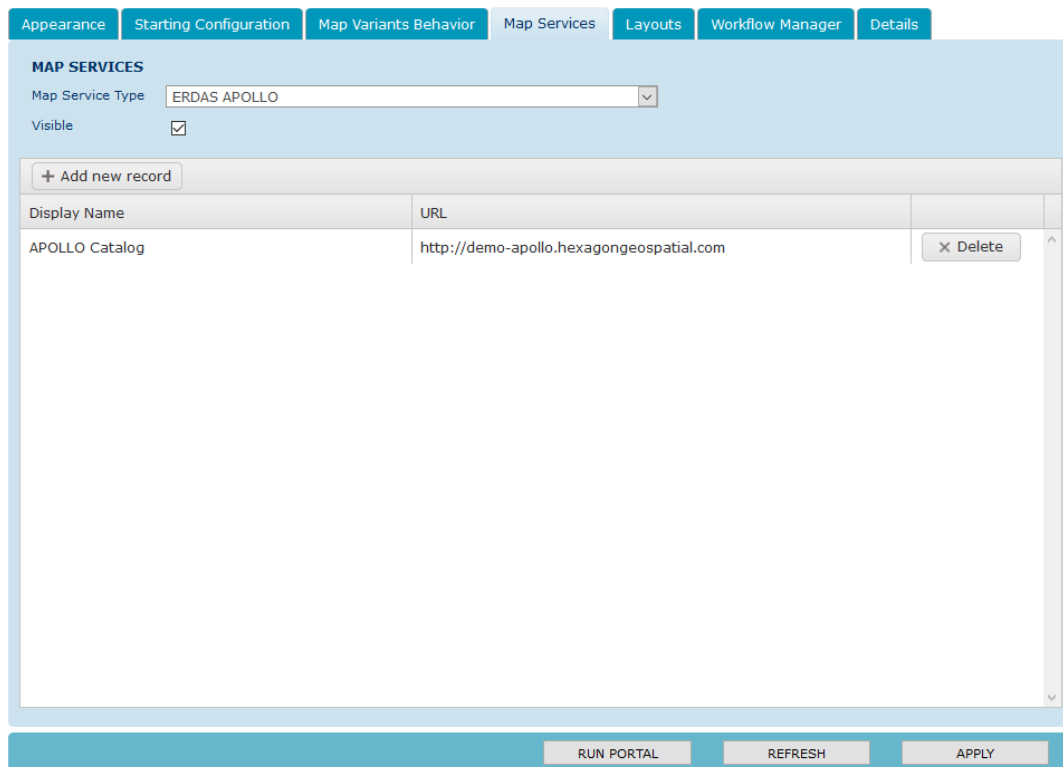 Appearance Starting Configuration Map Variants Behavior Map Services Layouts Workflow Manager Details
MAP SERVICES
Map Service Type ERDAS APOLLO
Visible
+ Add new record
Display Name URL
APOLLO Catalog http://demo-apollo.hexagongeospatial.com × Delete
RUN PORTAL REFRESH APPLY